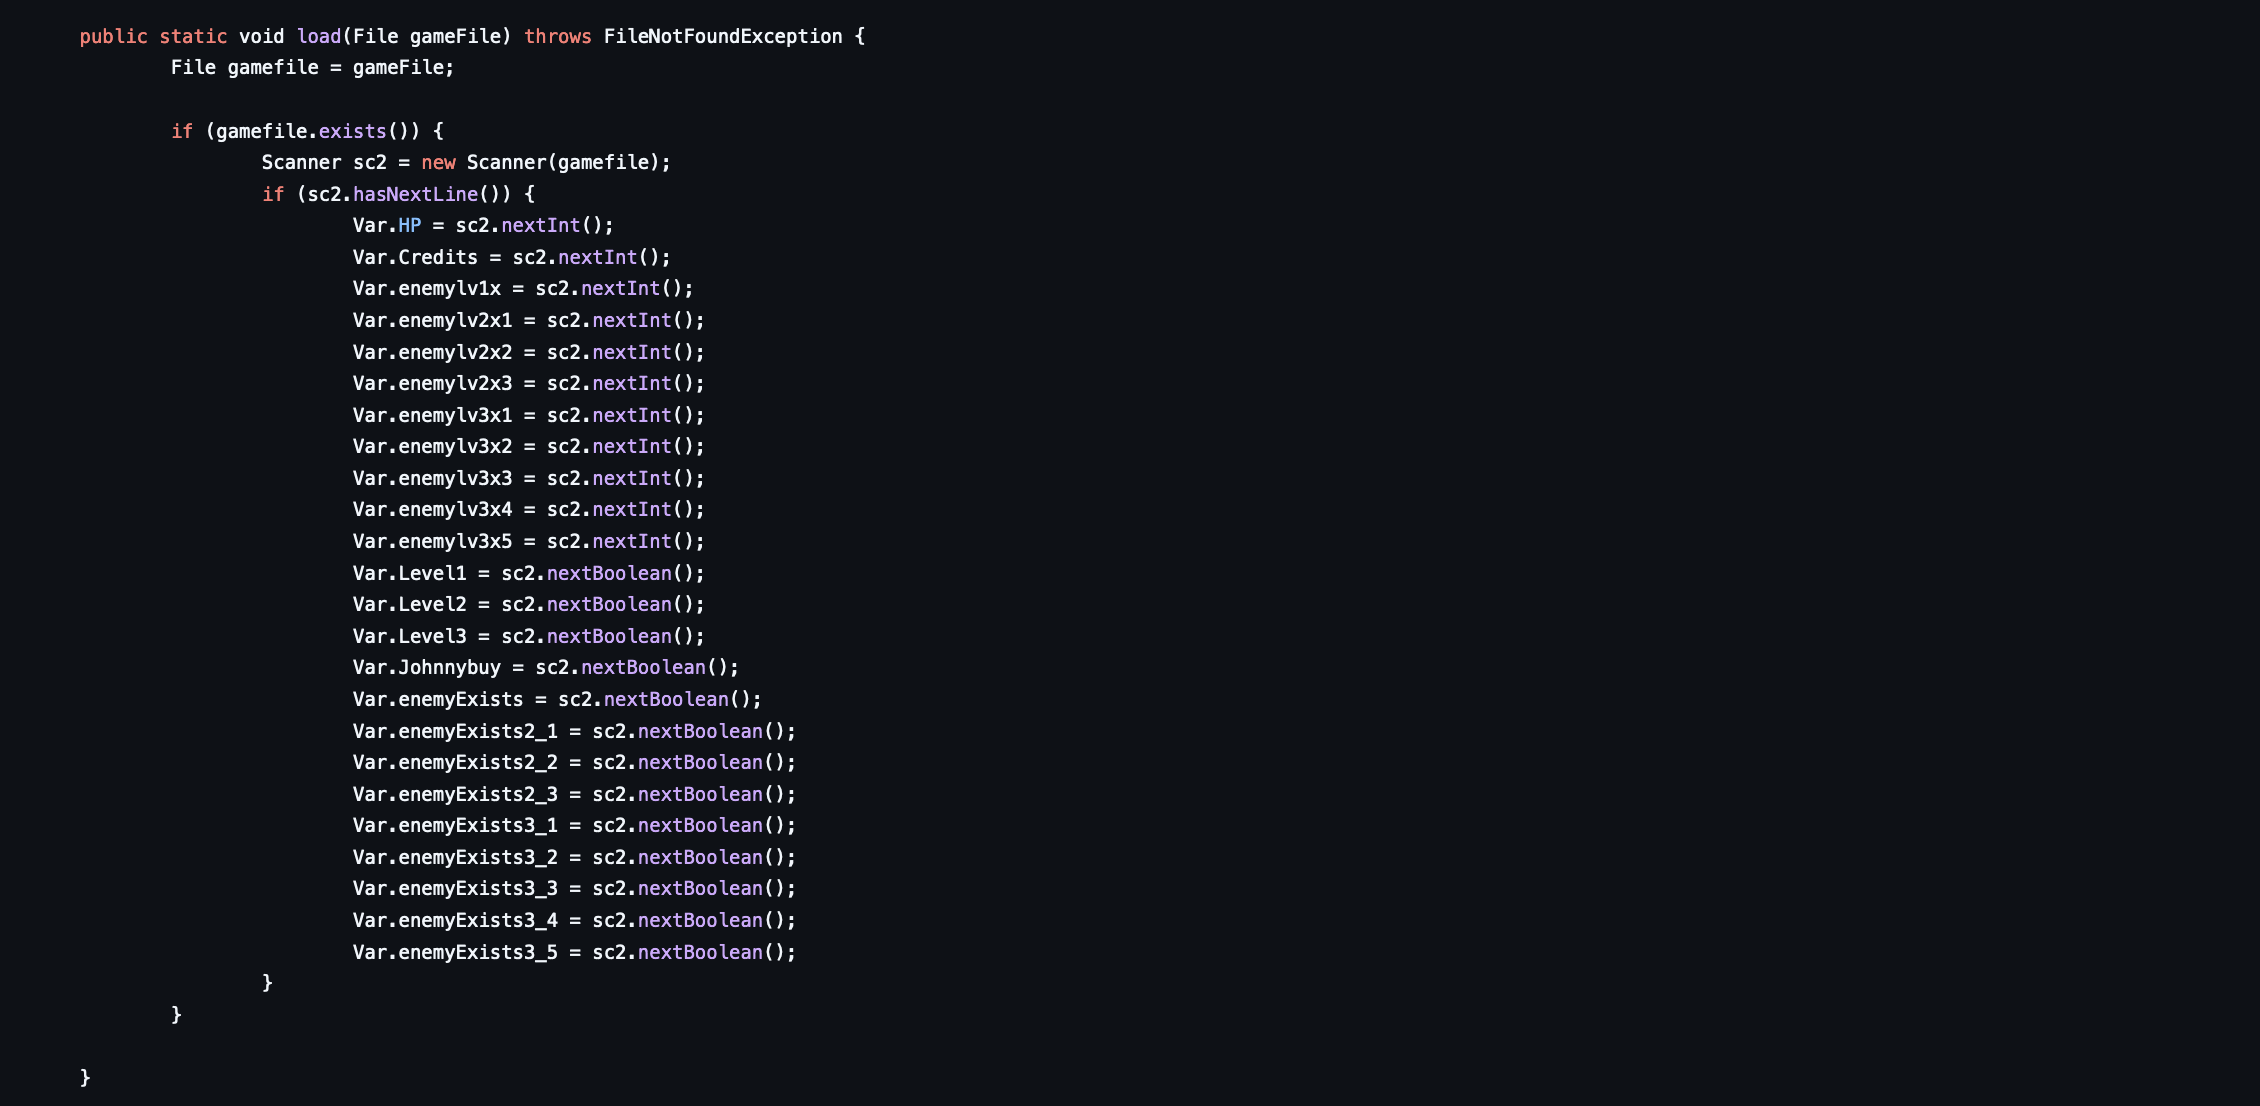 public static void load(File gameFile) throws FileNotFoundException {
File gamefile = gameFile;
if (gamefile.exists()) {
Scanner sc2 = new Scanner(gamefile);
if (sc2.hasNextLine()) {
Var.HP = sc2.nextInt();
Var.Credits = sc2.nextInt();
Var.enemylv1x = sc2.nextInt();
Var.enemylv2x1 = sc2.nextInt();
Var.enemylv2x2 = sc2.nextInt();
Var.enemylv2x3 = sc2.nextInt();
Var.enemylv3x1 = sc2.nextInt();
Var.enemylv3x2 = sc2.nextInt();
Var.enemylv3x3 = sc2.nextInt();
Var.enemylv3x4 = sc2.nextInt();
Var.enemylv3x5 = sc2.nextInt();
Var.Level1 = sc2.nextBoolean();
Var.Level2 = sc2.nextBoolean();
Var.Level3 = sc2.nextBoolean();
Var.Johnnybuy = sc2.nextBoolean();
Var.enemyExists = sc2.nextBoolean();
Var.enemyExists2_1 = sc2.nextBoolean();
Var.enemyExists2_2 = sc2.nextBoolean();
Var.enemyExists2_3 = sc2.nextBoolean();
Var.enemyExists3_1 = sc2.nextBoolean();
Var.enemyExists3_2 = sc2.nextBoolean();
Var.enemyExists3_3 = sc2.nextBoolean();
Var.enemyExists3_4 = sc2.nextBoolean();
Var.enemyExists3_5 = sc2.nextBoolean();
}
}
}